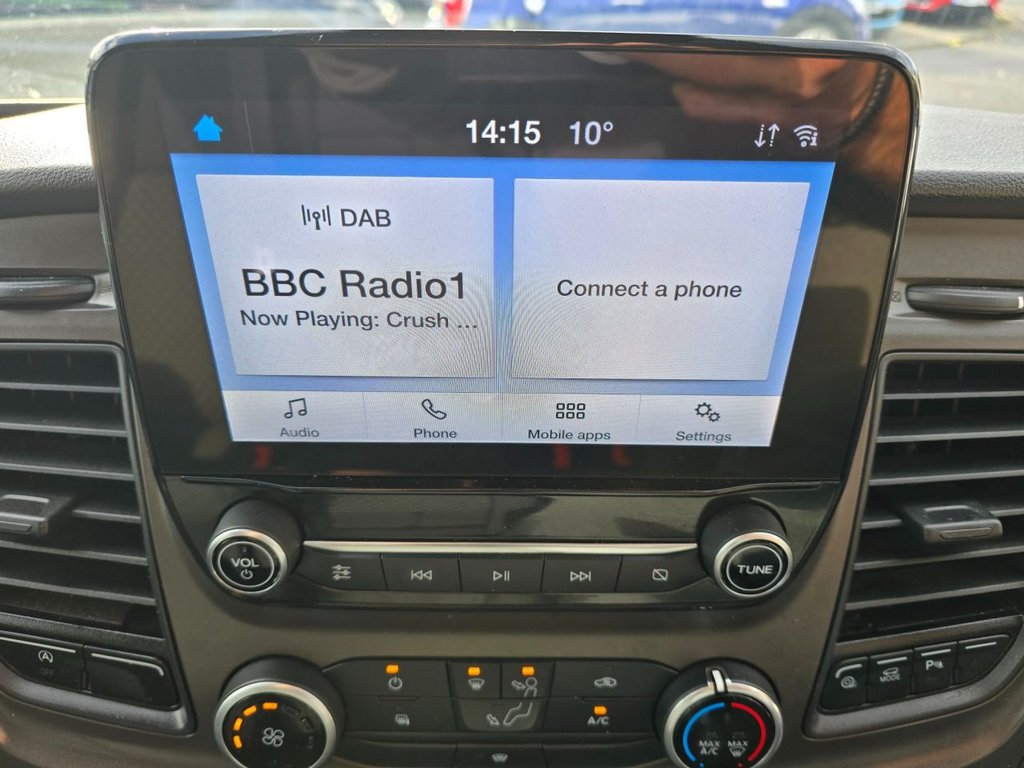 14:15 10°
DAB
BBC Radio1
Now Playing: Crush ...
Connect a phone
Audio Phone Mobile apps Settings
VOL
TUNE
A OFF
MODE
P
A/C
MAX A/C
MAX